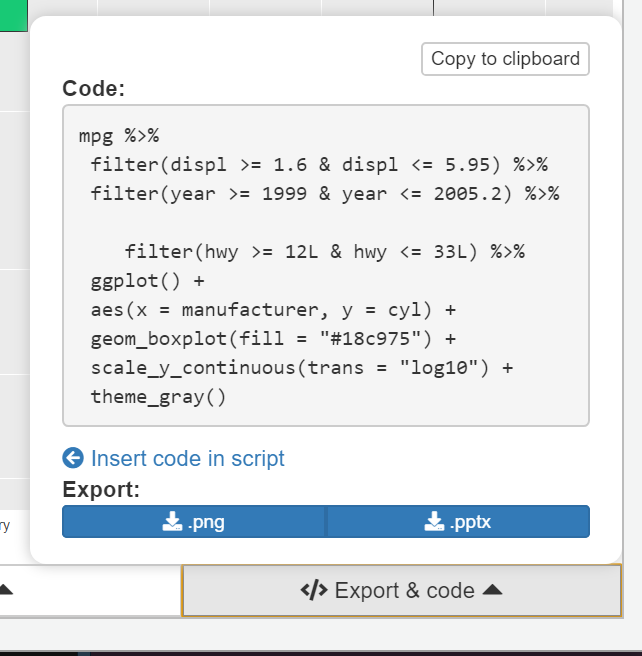 Copy to clipboard
Code:
mpg %>%
filter(displ >= 1.6 & displ <= 5.95) %>%
filter(year >= 1999 & year <= 2005.2) %>%
filter(hwy >= 12L & hwy <= 33L) %>%
ggplot() +
aes(x = manufacturer, y = cyl) +
geom_boxplot(fill = "#18c975") +
scale_y_continuous(trans = "log10") +
theme_gray()
Insert code in script
Export:
.png .pptx
ry
</> Export & code